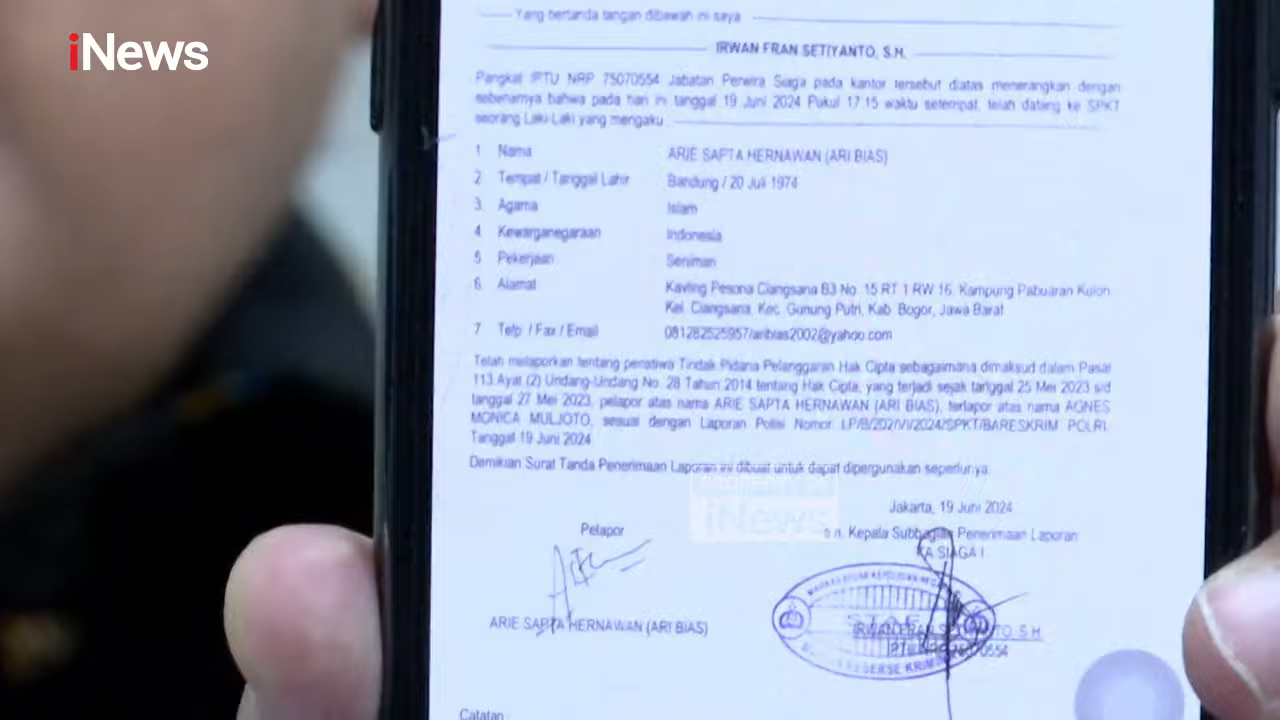 iNews
Yang bertanda tangan dibawah ini saya
IRWAN FRAN SETIYANTO, S.H.
Pangkat IPTU NRP 75070554 Jabatan Perwira Siaga pada kantor tersebut diatas menerangkan dengan
sebenarnya bahwa pada hari ini tanggal 19 Juni 2024 Pukul 17.15 waktu setempat, telah datang ke SPKT
seorang Laki-Laki yang mengaku :
1. Nama ARIE SAPTA HERNAWAN (ARI BIAS)
2. Tempat / Tanggal Lahir Bandung / 20 Juli 1974
3. Agama Islam
4. Kewarganegaraan Indonesia
5. Pekerjaan Seniman
6. Alamat Kavling Pesona Ciangsana B3 No. 15 RT 1 RW 16, Kampung Pabuaran Kulon
Kel. Ciangsana, Kec. Gunung Putri, Kab. Bogor, Jawa Barat
7. Telp. / Fax / Email 081282525957/aribias2002@yahoo.com
Telah melaporkan tentang peristiwa Tindak Pidana Pelanggaran Hak Cipta sebagaimana dimaksud dalam Pasal
113 Ayat (2) Undang-Undang No. 28 Tahun 2014 tentang Hak Cipta, yang terjadi sejak tanggal 25 Mei 2023 s/d
tanggal 27 Mei 2023, pelapor atas nama ARIE SAPTA HERNAWAN (ARI BIAS), terlapor atas nama AGNES
MONICA MULJOTO, sesuai dengan Laporan Polisi Nomor LP/B/202/VI/2024/SPKT/BARESKRIM POLRI,
Tanggal 19 Juni 2024
Demikian Surat Tanda Penerimaan Laporan ini dibuat untuk dapat dipergunakan seperlunya.
iNews
Jakarta, 19 Juni 2024
Pelapor
a.n. Kepala Subbagian Penerimaan Laporan
KA SIAGA I
ARIE SAPTA HERNAWAN (ARI BIAS)
IRWAN FRAN SETIYANTO, S.H.
IPTU NRP 75070554
Catatan :